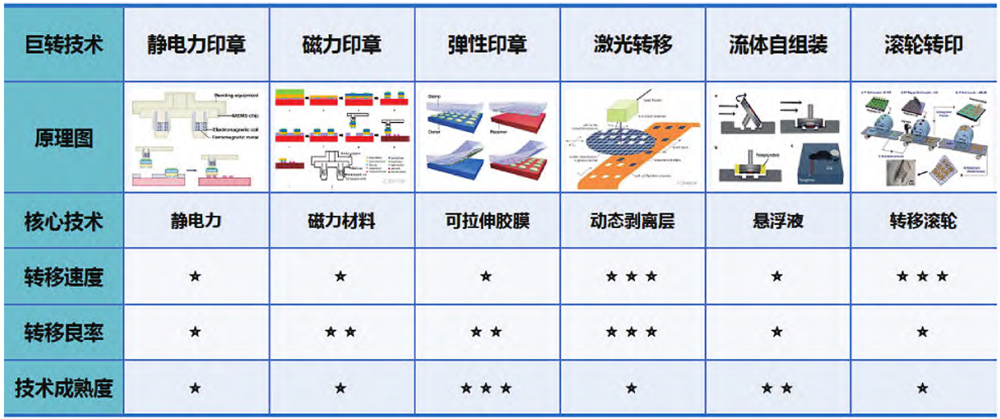 巨转技术 静电力印章 磁力印章 弹性印章 激光转移 流体自组装 滚轮转印
原理图
Bonding equipment
MEMS chip
Electromagnetic coil
Ferromagnetic metal
Stamp
Donor
Receiver
核心技术 静电力 磁力材料 可拉伸胶膜 动态剥离层 悬浮液 转移滚轮
转移速度 ★ ★ ★ ★ ★ ★ ★ ★ ★ ★
转移良率 ★ ★ ★ ★ ★ ★ ★ ★ ★ ★
技术成熟度 ★ ★ ★ ★ ★ ★ ★ ★ ★